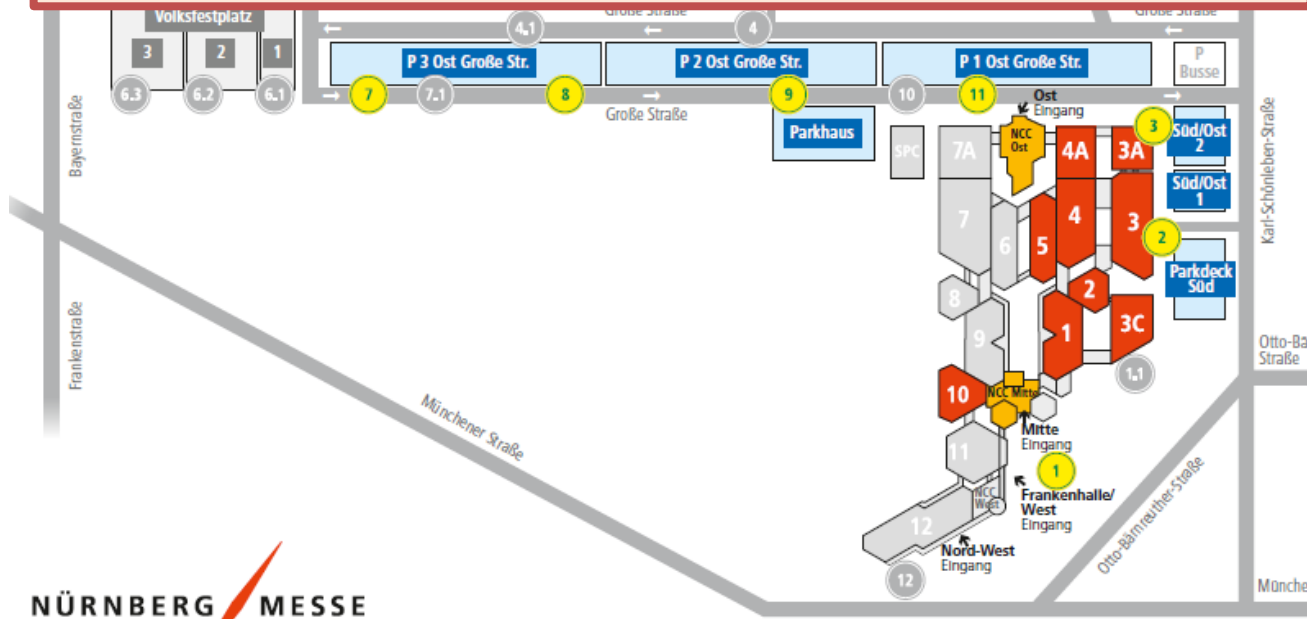 Große Straße
Große Straße
Volksfestplatz
3
2
1
6.3
6.2
6.1
4.1
4
P 3 Ost Große Str.
P 2 Ost Große Str.
P 1 Ost Große Str.
P
Busse
7
7.1
8
9
10
11
Große Straße
Parkhaus
Ost
Eingang
SPC
7A
NCC
Ost
4A
3A
3
Süd/Ost
2
Süd/Ost
1
7
6
5
4
3
2
Parkdeck
Süd
8
9
2
1
3C
1.1
10
NCC Mitte
Mitte
Eingang
11
1
NCC
West
Frankenhalle/
West
Eingang
12
Nord-West
Eingang
12
Bayernstraße
Frankenstraße
Münchener Straße
Karl-Schönleben-Straße
Otto-Bä
Straße
Otto-Bärnreuther-Straße
Münche
NÜRNBERG MESSE